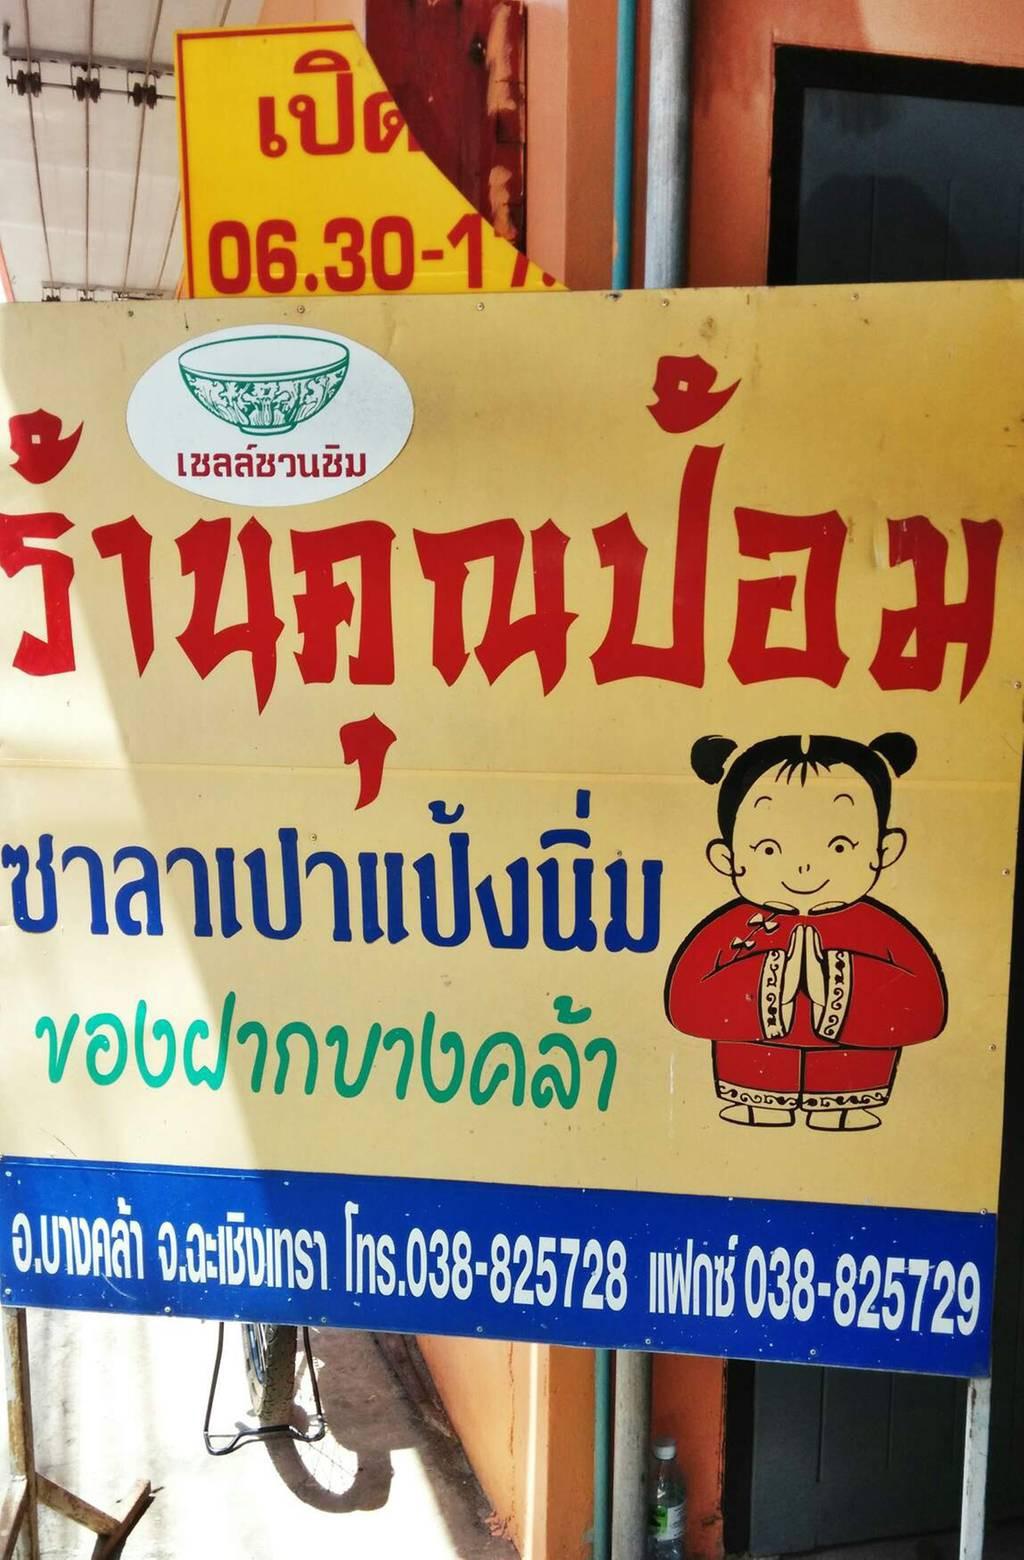 เปิด
06.30-17.
เชลล์ชวนชิม
ร้านคุณป้อม
ซาลาเปาแป้งนิ่ม
ของฝากบางคล้า
อ.บางคล้า จ.ฉะเชิงเทรา โทร.038-825728 แฟกซ์ 038-825729